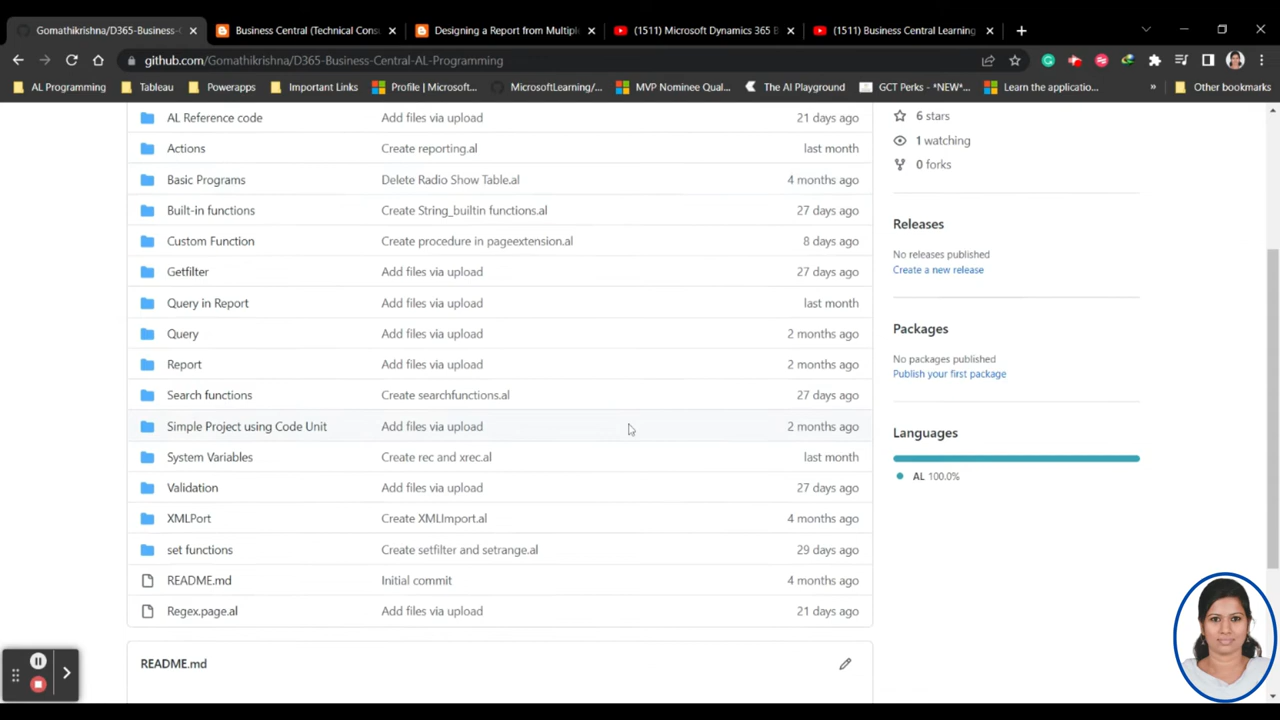 Gomathikrishna/D365-Business-C
Business Central (Technical Cons
Designing a Report from Multiple
(1511) Microsoft Dynamics 365 B
(1511) Business Central Learning
github.com/Gomathikrishna/D365-Business-Central-AL-Programming
AL Programming
Tableau
Powerapps
Important Links
Profile | Microsoft...
MicrosoftLearning/...
MVP Nominee Qual...
The AI Playground
GCT Perks - *NEW*...
Learn the applicatio...
»
Other bookmarks
AL Reference code Add files via upload 21 days ago
Actions Create reporting.al last month
Basic Programs Delete Radio Show Table.al 4 months ago
Built-in functions Create String_builtin functions.al 27 days ago
Custom Function Create procedure in pageextension.al 8 days ago
Getfilter Add files via upload 27 days ago
Query in Report Add files via upload last month
Query Add files via upload 2 months ago
Report Add files via upload 2 months ago
Search functions Create searchfunctions.al 27 days ago
Simple Project using Code Unit Add files via upload 2 months ago
System Variables Create rec and xrec.al last month
Validation Add files via upload 27 days ago
XMLPort Create XMLImport.al 4 months ago
set functions Create setfilter and setrange.al 29 days ago
README.md Initial commit 4 months ago
Regex.page.al Add files via upload 21 days ago
README.md
6 stars
1 watching
0 forks
Releases
No releases published
Create a new release
Packages
No packages published
Publish your first package
Languages
AL 100.0%